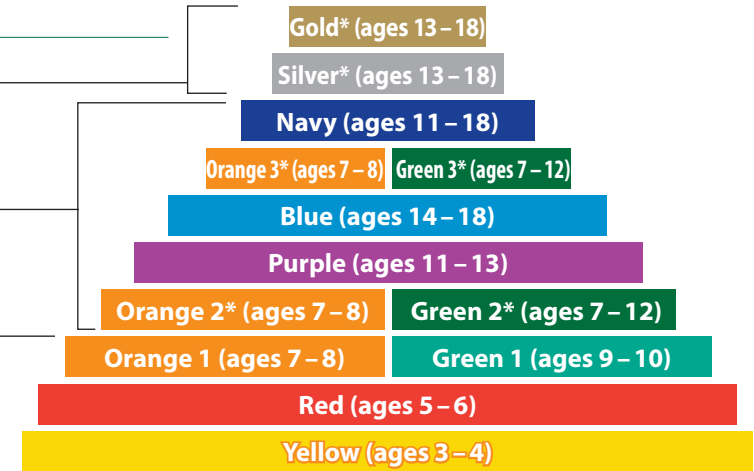 Gold* (ages 13 – 18)
Silver* (ages 13 – 18)
Navy (ages 11 – 18)
Orange 3* (ages 7 – 8) Green 3* (ages 7 – 12)
Blue (ages 14 – 18)
Purple (ages 11 – 13)
Orange 2* (ages 7 – 8) Green 2* (ages 7 – 12)
Orange 1 (ages 7 – 8) Green 1 (ages 9 – 10)
Red (ages 5 – 6)
Yellow (ages 3 – 4)